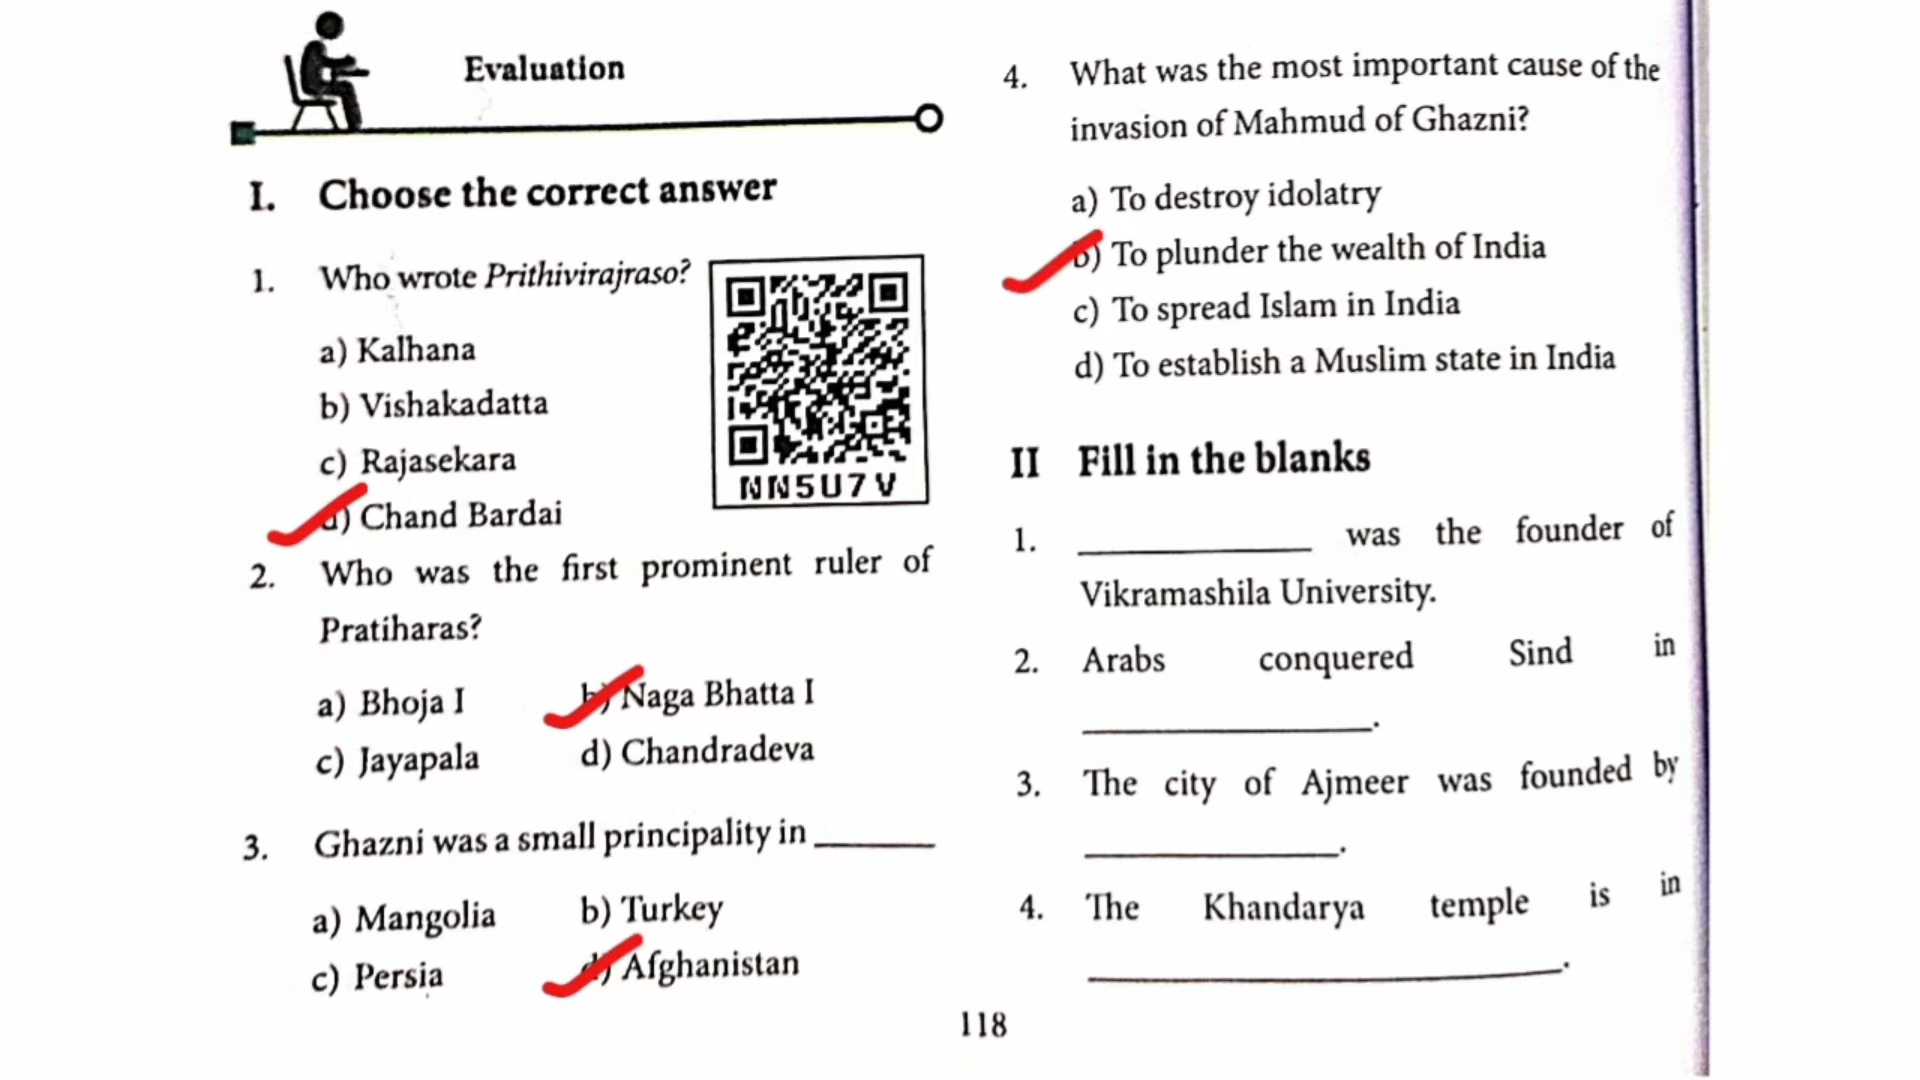 Evaluation
I. Choose the correct answer
1. Who wrote Prithivirajraso?
a) Kalhana
b) Vishakadatta
c) Rajasekara
d) Chand Bardai
NN5U7V
2. Who was the first prominent ruler of
Pratiharas?
a) Bhoja I b) Naga Bhatta I
c) Jayapala d) Chandradeva
3. Ghazni was a small principality in ______
a) Mangolia b) Turkey
c) Persia d) Afghanistan
4. What was the most important cause of the
invasion of Mahmud of Ghazni?
a) To destroy idolatry
b) To plunder the wealth of India
c) To spread Islam in India
d) To establish a Muslim state in India
II Fill in the blanks
1. ____________ was the founder of
Vikramashila University.
2. Arabs conquered Sind in
_______________.
3. The city of Ajmeer was founded by
_____________.
4. The Khandarya temple is in
________________________.
118